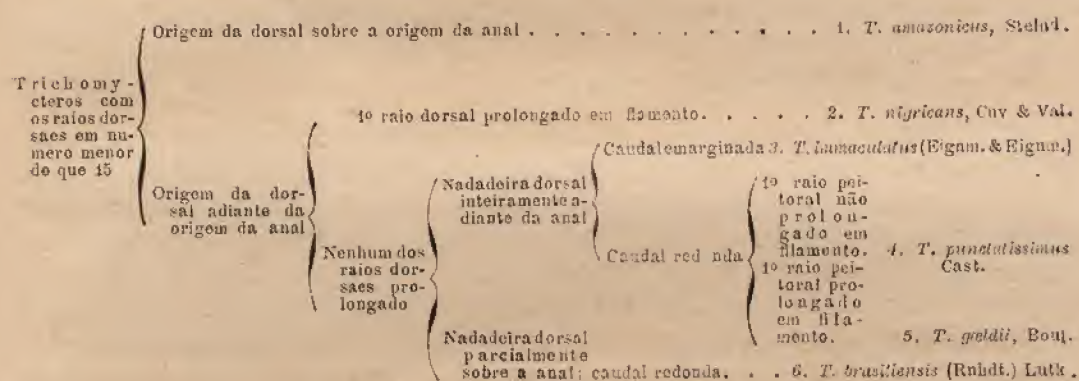 Origem da dorsal sobre a origem da anal . . . . . . . . . . . . . 1. T. amazonicus, Steind.
Trichomy-
cteros com
os raios dor-
saes em nu-
mero menor
do que 15
1º raio dorsal prolongado em filamento. . . . . . 2. T. nigricans, Cuv & Val.
Origem da dor-
sal adiante da
origem da anal
Nenhum dos
raios dor-
saes pro-
longado
Nadadeira dorsal
inteiramente a-
diante da anal
Caudal emarginada 3. T. immaculatus (Eigenm. & Eigenm.)
Caudal red nda
1º raio pei-
toral não
prolon-
gado em
filamento. 4. T. punctatissimus
Cast.
1º raio pei-
toral pro-
longado
em fila-
mento. 5. T. gœldii, Boul.
Nadadeira dorsal
parcialmente
sobre a anal; caudal redonda. . . 6. T. brasiliensis (Rnhdt.) Lutk.